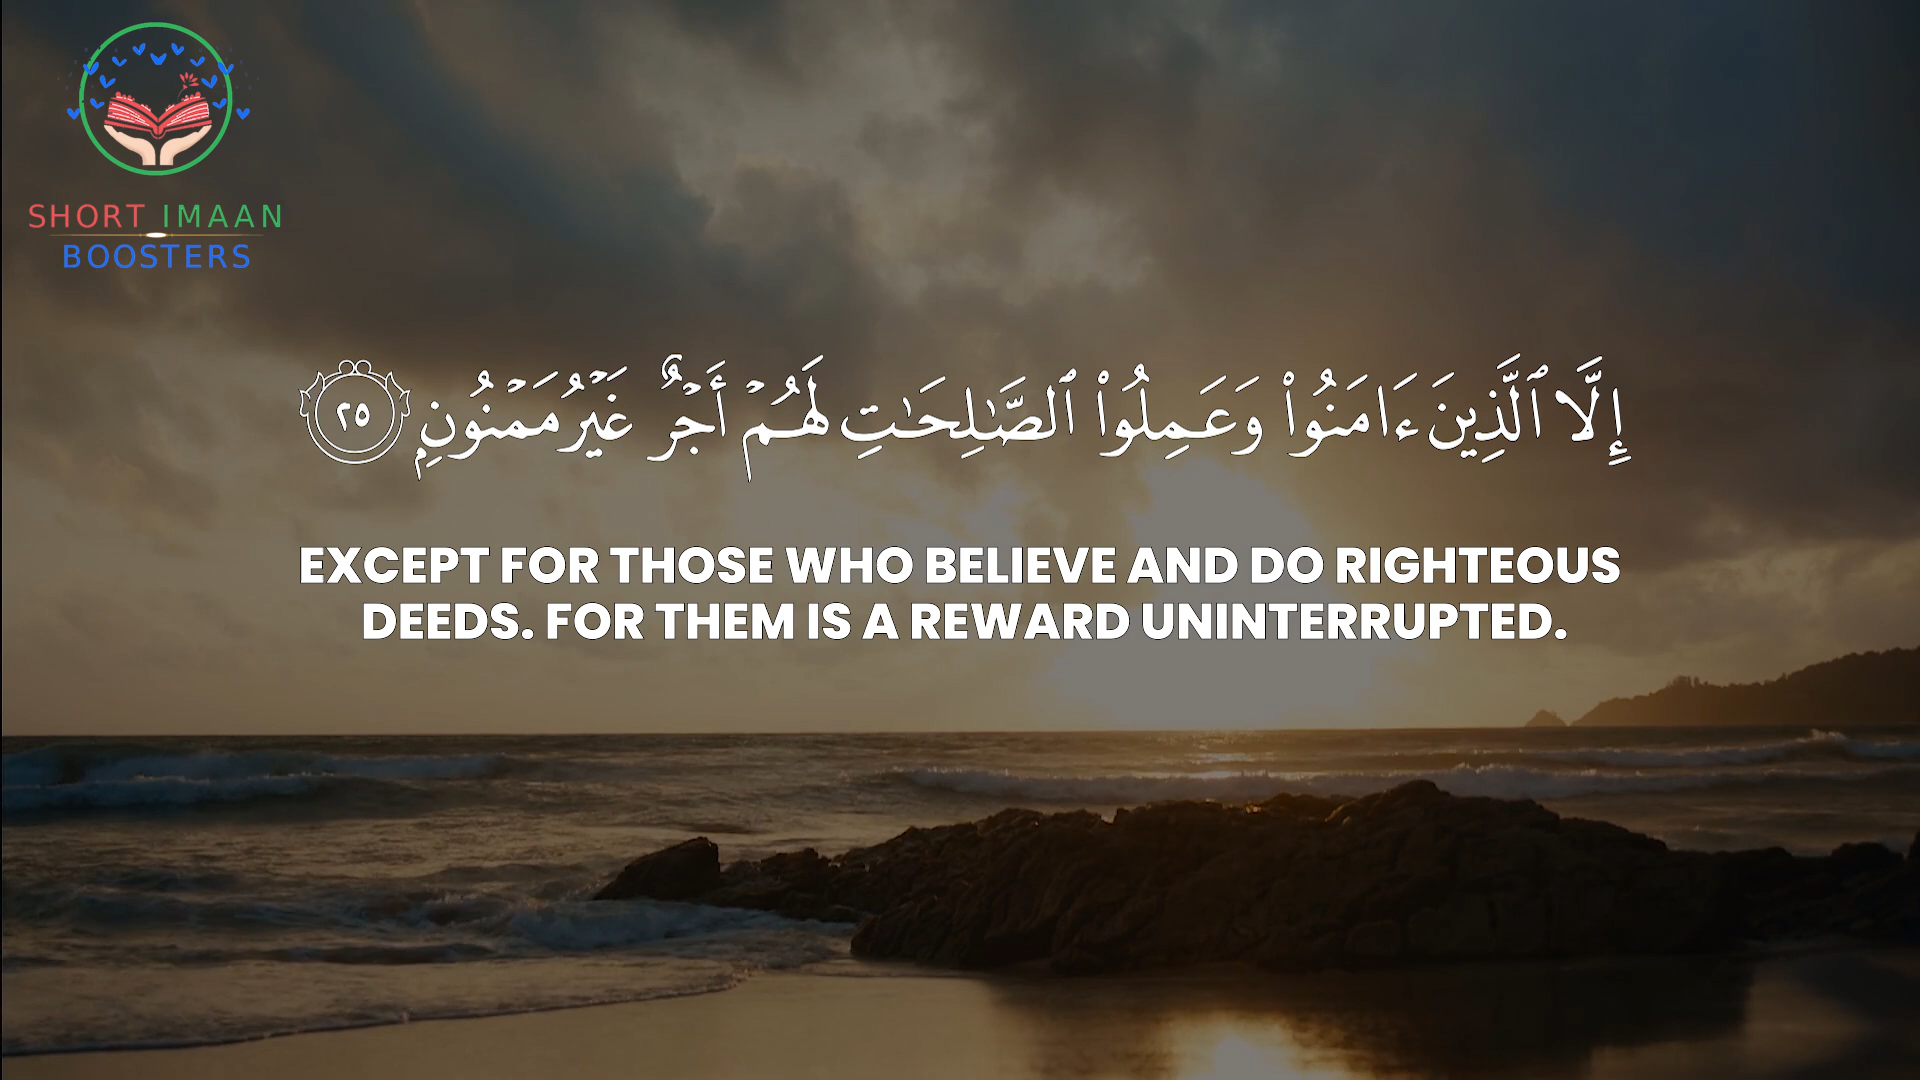 SHORT IMAAN
BOOSTERS
إِلَّا ٱلَّذِينَ ءَامَنُوا۟ وَعَمِلُوا۟ ٱلصَّـٰلِحَـٰتِ لَهُمْ أَجْرٌ غَيْرُ مَمْنُونٍۭ ٢٥
EXCEPT FOR THOSE WHO BELIEVE AND DO RIGHTEOUS
DEEDS. FOR THEM IS A REWARD UNINTERRUPTED.